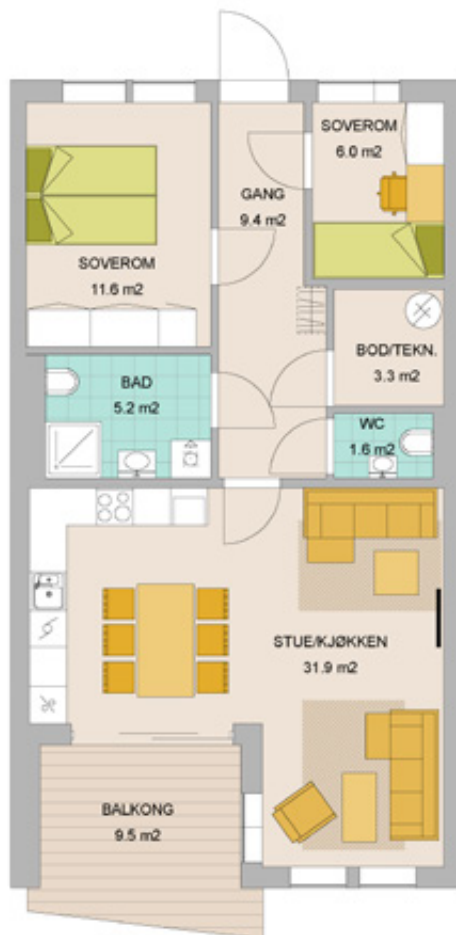 SOVEROM
6.0 m2
GANG
9.4 m2
SOVEROM
11.6 m2
BOD/TEKN.
3.3 m2
BAD
5.2 m2
WC
1.6 m2
STUE/KJØKKEN
31.9 m2
BALKONG
9.5 m2